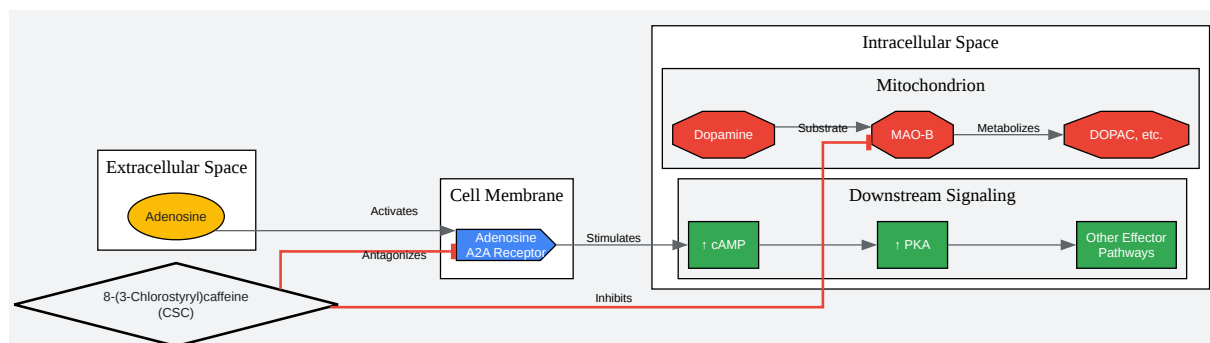 Intracellular Space
Mitochondrion
Dopamine
Substrate
MAO-B
Metabolizes
DOPAC, etc.
Extracellular Space
Adenosine
Activates
Antagonizes
Cell Membrane
Adenosine
A2A Receptor
Stimulates
Downstream Signaling
↑ cAMP
↑ PKA
Other Effector
Pathways
8-(3-Chlorostyryl)caffeine
(CSC)
Inhibits